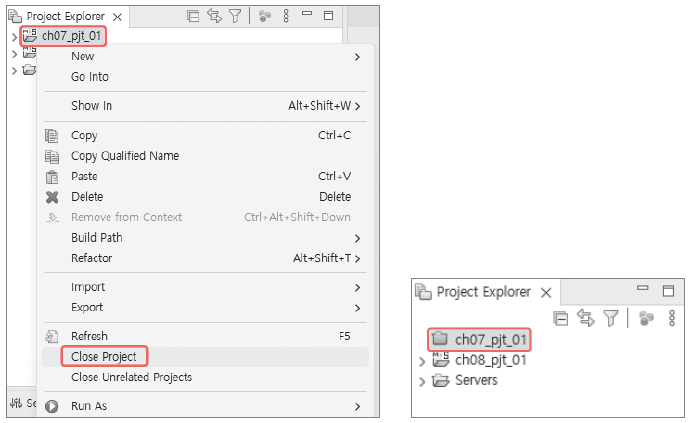 Project Explorer
ch07_pjt_01
New
Go Into
Show In Alt+Shift+W
Copy Ctrl+C
Copy Qualified Name
Paste Ctrl+V
Delete Delete
Remove from Context Ctrl+Alt+Shift+Down
Build Path
Refactor Alt+Shift+T
Import
Export
Refresh F5
Close Project
Close Unrelated Projects
Run As
Se
Project Explorer
ch07_pjt_01
ch08_pjt_01
Servers